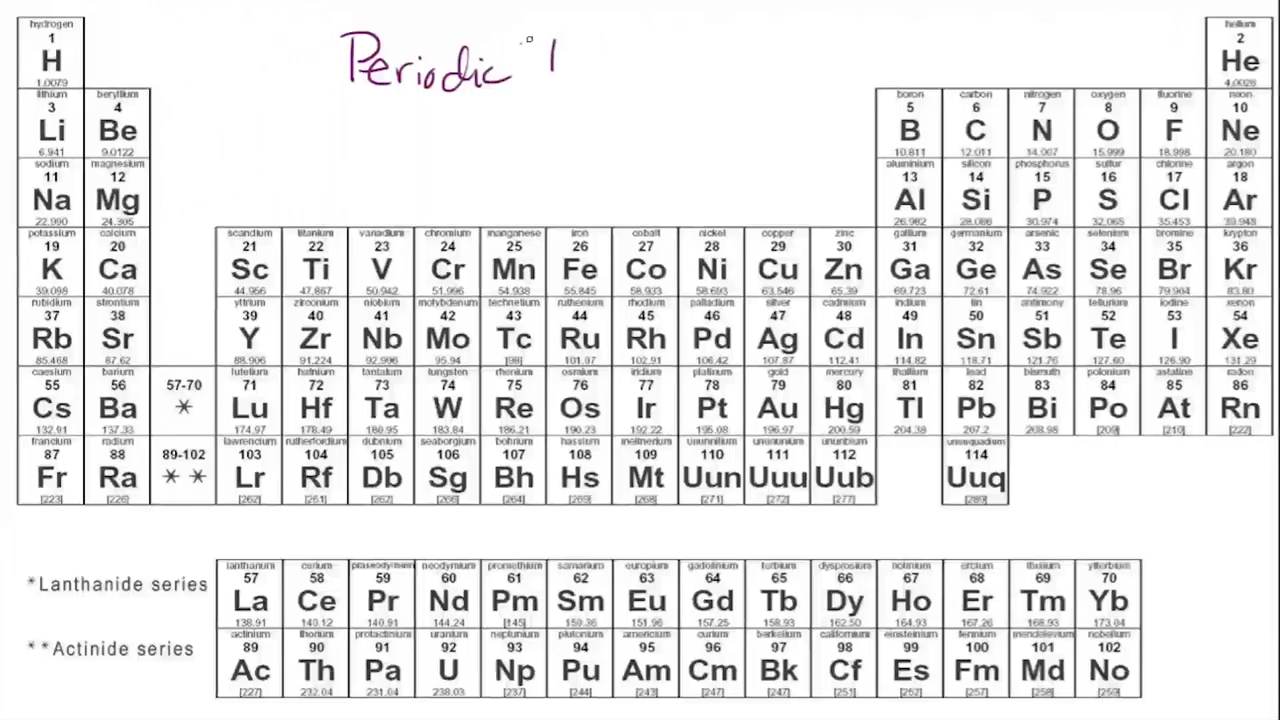 Periodic
hydrogen helium
1 2
H He
1.0079 4.0026
lithium beryllium boron carbon nitrogen oxygen fluorine neon
3 4 5 6 7 8 9 10
Li Be B C N O F Ne
6.941 9.0122 10.811 12.011 14.007 15.999 18.998 20.180
sodium magnesium aluminium silicon phosphorus sulfur chlorine argon
11 12 13 14 15 16 17 18
Na Mg Al Si P S Cl Ar
22.990 24.305 26.982 28.086 30.974 32.065 35.453 39.948
potassium calcium scandium titanium vanadium chromium manganese iron cobalt nickel copper zinc gallium germanium arsenic selenium bromine krypton
19 20 21 22 23 24 25 26 27 28 29 30 31 32 33 34 35 36
K Ca Sc Ti V Cr Mn Fe Co Ni Cu Zn Ga Ge As Se Br Kr
39.098 40.078 44.956 47.867 50.942 51.996 54.938 55.845 58.933 58.693 63.546 65.39 69.723 72.61 74.922 78.96 79.904 83.80
rubidium strontium yttrium zirconium niobium molybdenum technetium ruthenium rhodium palladium silver cadmium indium tin antimony tellurium iodine xenon
37 38 39 40 41 42 43 44 45 46 47 48 49 50 51 52 53 54
Rb Sr Y Zr Nb Mo Tc Ru Rh Pd Ag Cd In Sn Sb Te I Xe
85.468 87.62 88.906 91.224 92.906 95.94 [98] 101.07 102.91 106.42 107.87 112.41 114.82 118.71 121.76 127.60 126.90 131.29
caesium barium lutetium hafnium tantalum tungsten rhenium osmium iridium platinum gold mercury thallium lead bismuth polonium astatine radon
55 56 57-70 71 72 73 74 75 76 77 78 79 80 81 82 83 84 85 86
Cs Ba * Lu Hf Ta W Re Os Ir Pt Au Hg Tl Pb Bi Po At Rn
132.91 137.33 174.97 178.49 180.95 183.84 186.21 190.23 192.22 195.08 196.97 200.59 204.38 207.2 208.98 [209] [210] [222]
francium radium lawrencium rutherfordium dubnium seaborgium bohrium hassium meitnerium ununnilium unununium ununbium ununquadium
87 88 89-102 103 104 105 106 107 108 109 110 111 112 114
Fr Ra * * Lr Rf Db Sg Bh Hs Mt Uun Uuu Uub Uuq
[223] [226] [262] [261] [262] [266] [264] [269] [268] [271] [272] [277] [289]
lanthanum cerium praseodymium neodymium promethium samarium europium gadolinium terbium dysprosium holmium erbium thulium ytterbium
57 58 59 60 61 62 63 64 65 66 67 68 69 70
*Lanthanide series La Ce Pr Nd Pm Sm Eu Gd Tb Dy Ho Er Tm Yb
138.91 140.12 140.91 144.24 [145] 150.36 151.96 157.25 158.93 162.50 164.93 167.26 168.93 173.04
actinium thorium protactinium uranium neptunium plutonium americium curium berkelium californium einsteinium fermium mendelevium nobelium
89 90 91 92 93 94 95 96 97 98 99 100 101 102
**Actinide series Ac Th Pa U Np Pu Am Cm Bk Cf Es Fm Md No
[227] 232.04 231.04 238.03 [237] [244] [243] [247] [247] [251] [252] [257] [258] [259]